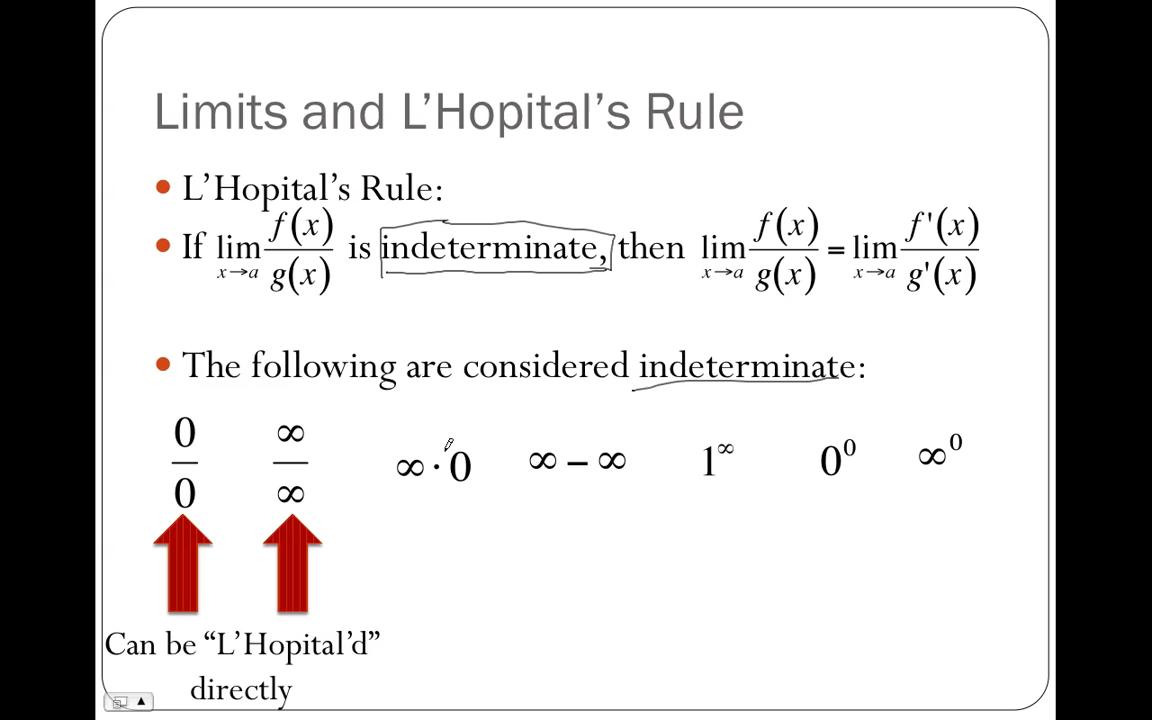 Limits and L’Hopital’s Rule
• L’Hopital’s Rule:
• If lim x→a f(x)/g(x) is indeterminate, then lim x→a f(x)/g(x) = lim x→a f'(x)/g'(x)
• The following are considered indeterminate:
0/0 ∞/∞ ∞·0 ∞−∞ 1^∞ 0^0 ∞^0
Can be “L’Hopital’d”
directly